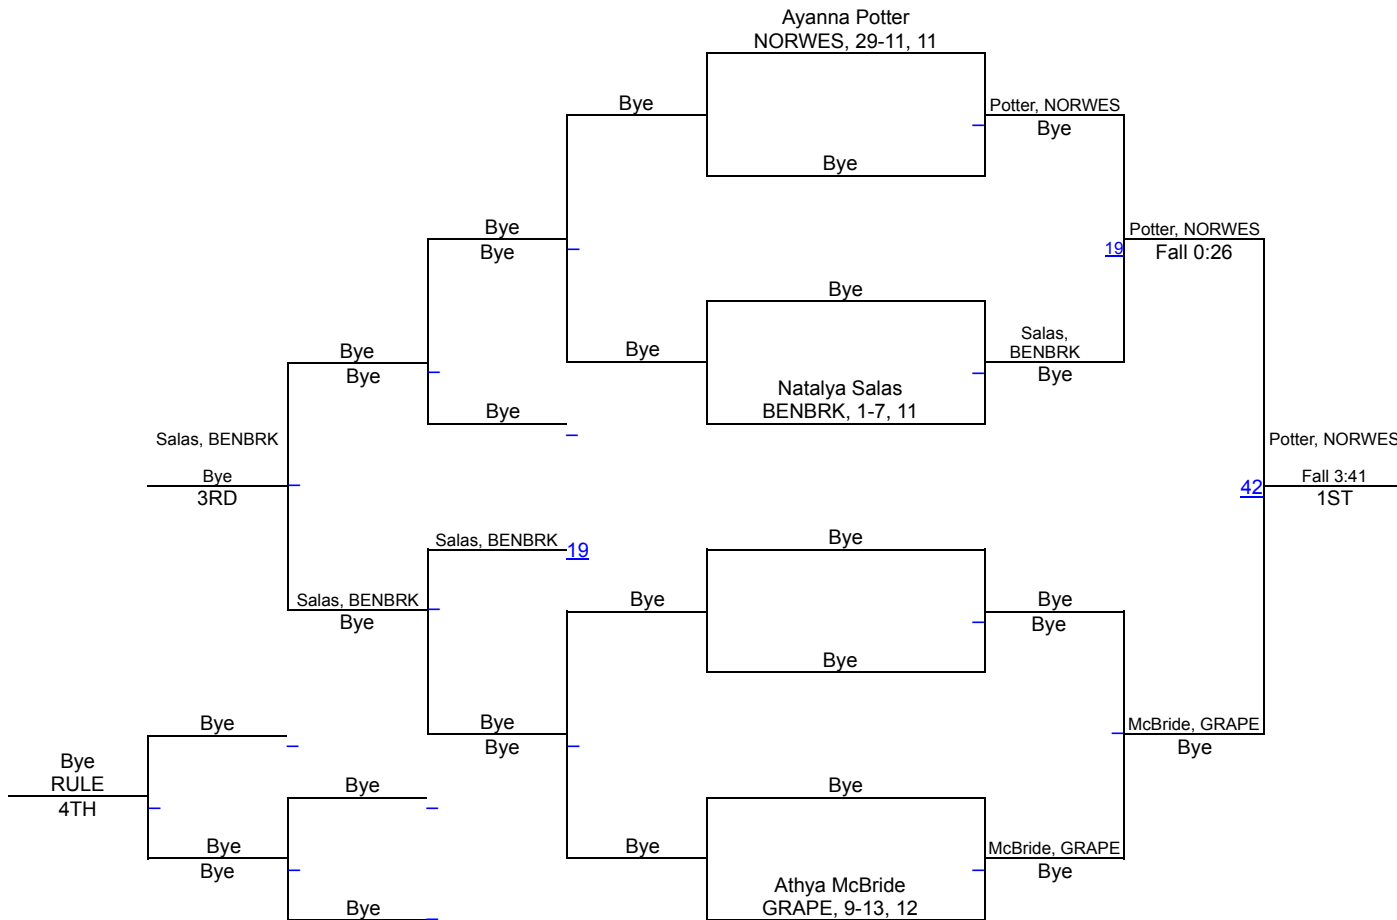 Ayanna Potter
NORWES, 29-11, 11
Bye
Potter, NORWES
Bye
Bye
Bye
Bye
Potter, NORWES
19
Fall 0:26
Bye
Bye
Salas,
BENBRK
Bye
Bye
Bye
Natalya Salas
BENBRK, 1-7, 11
Bye
Salas, BENBRK
Potter, NORWES
Bye
3RD
42
Fall 3:41
1ST
Salas, BENBRK
19
Bye
Salas, BENBRK
Bye
Bye
Bye
Bye
Bye
Bye
Bye
Bye
McBride, GRAPE
Bye
Bye
RULE
4TH
Bye
Bye
Bye
Bye
Bye
McBride, GRAPE
Bye
Athya McBride
GRAPE, 9-13, 12
Bye